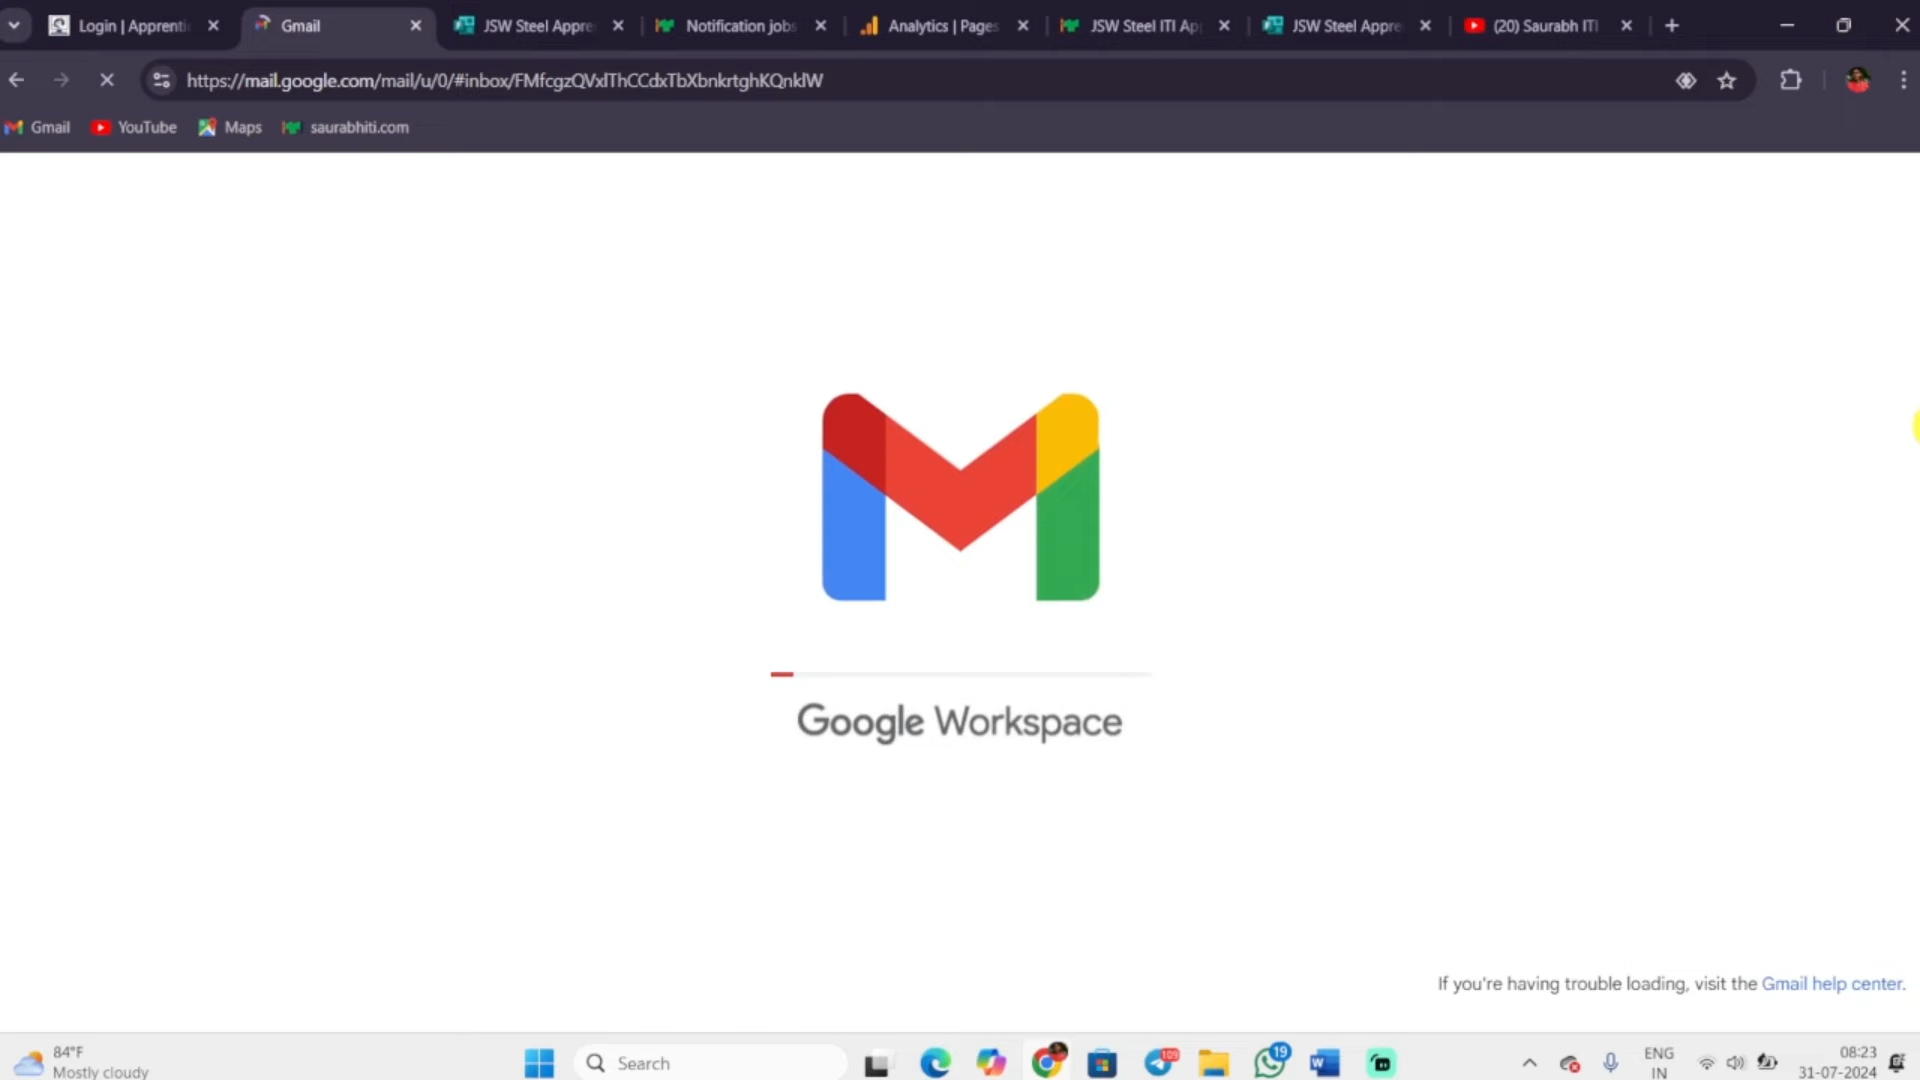 Login | Apprenti
Gmail
JSW Steel Appre
Notification jobs
Analytics | Pages
JSW Steel ITI Ap
JSW Steel Appre
(20) Saurabh ITI
https://mail.google.com/mail/u/0/#inbox/FMfcgzQVxlThCCdxTbXbnkrtghKQnklW
Gmail
YouTube
Maps
saurabhiti.com
Google Workspace
If you're having trouble loading, visit the Gmail help center.
84°F
Mostly cloudy
Search
109
19
ENG
IN
08:23
31-07-2024